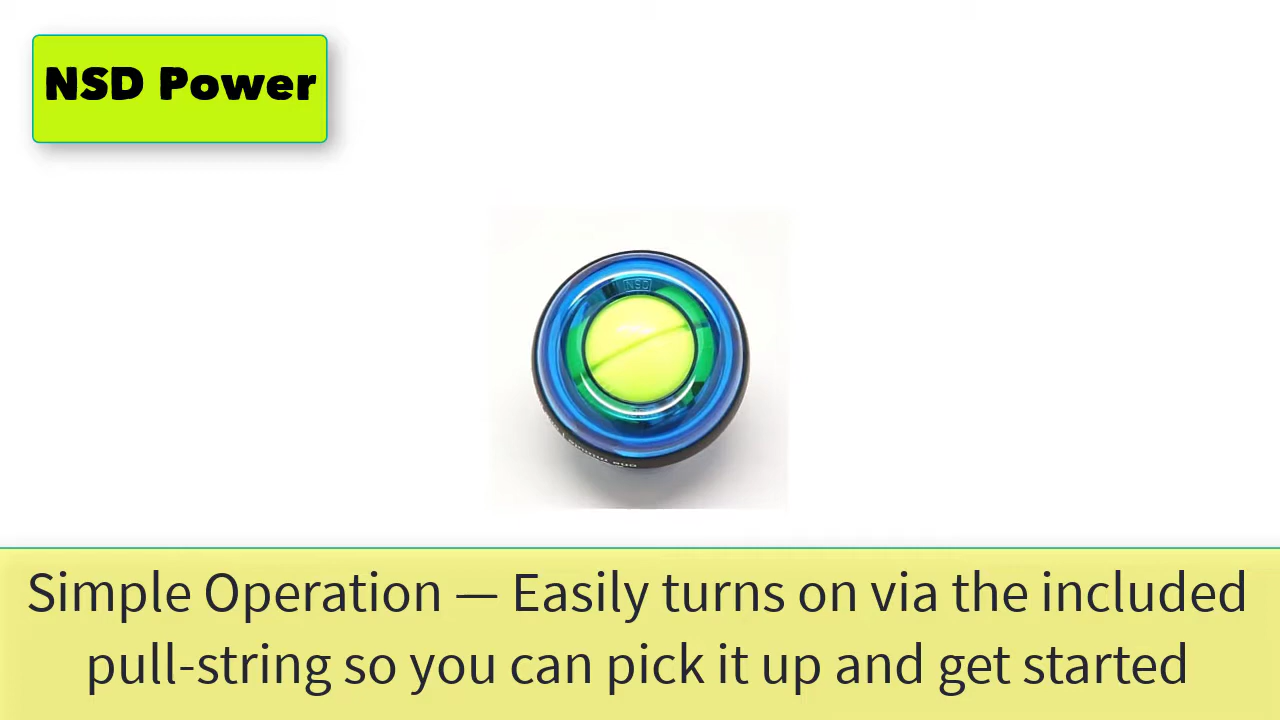 NSD Power
NSD
Simple Operation — Easily turns on via the included
pull-string so you can pick it up and get started